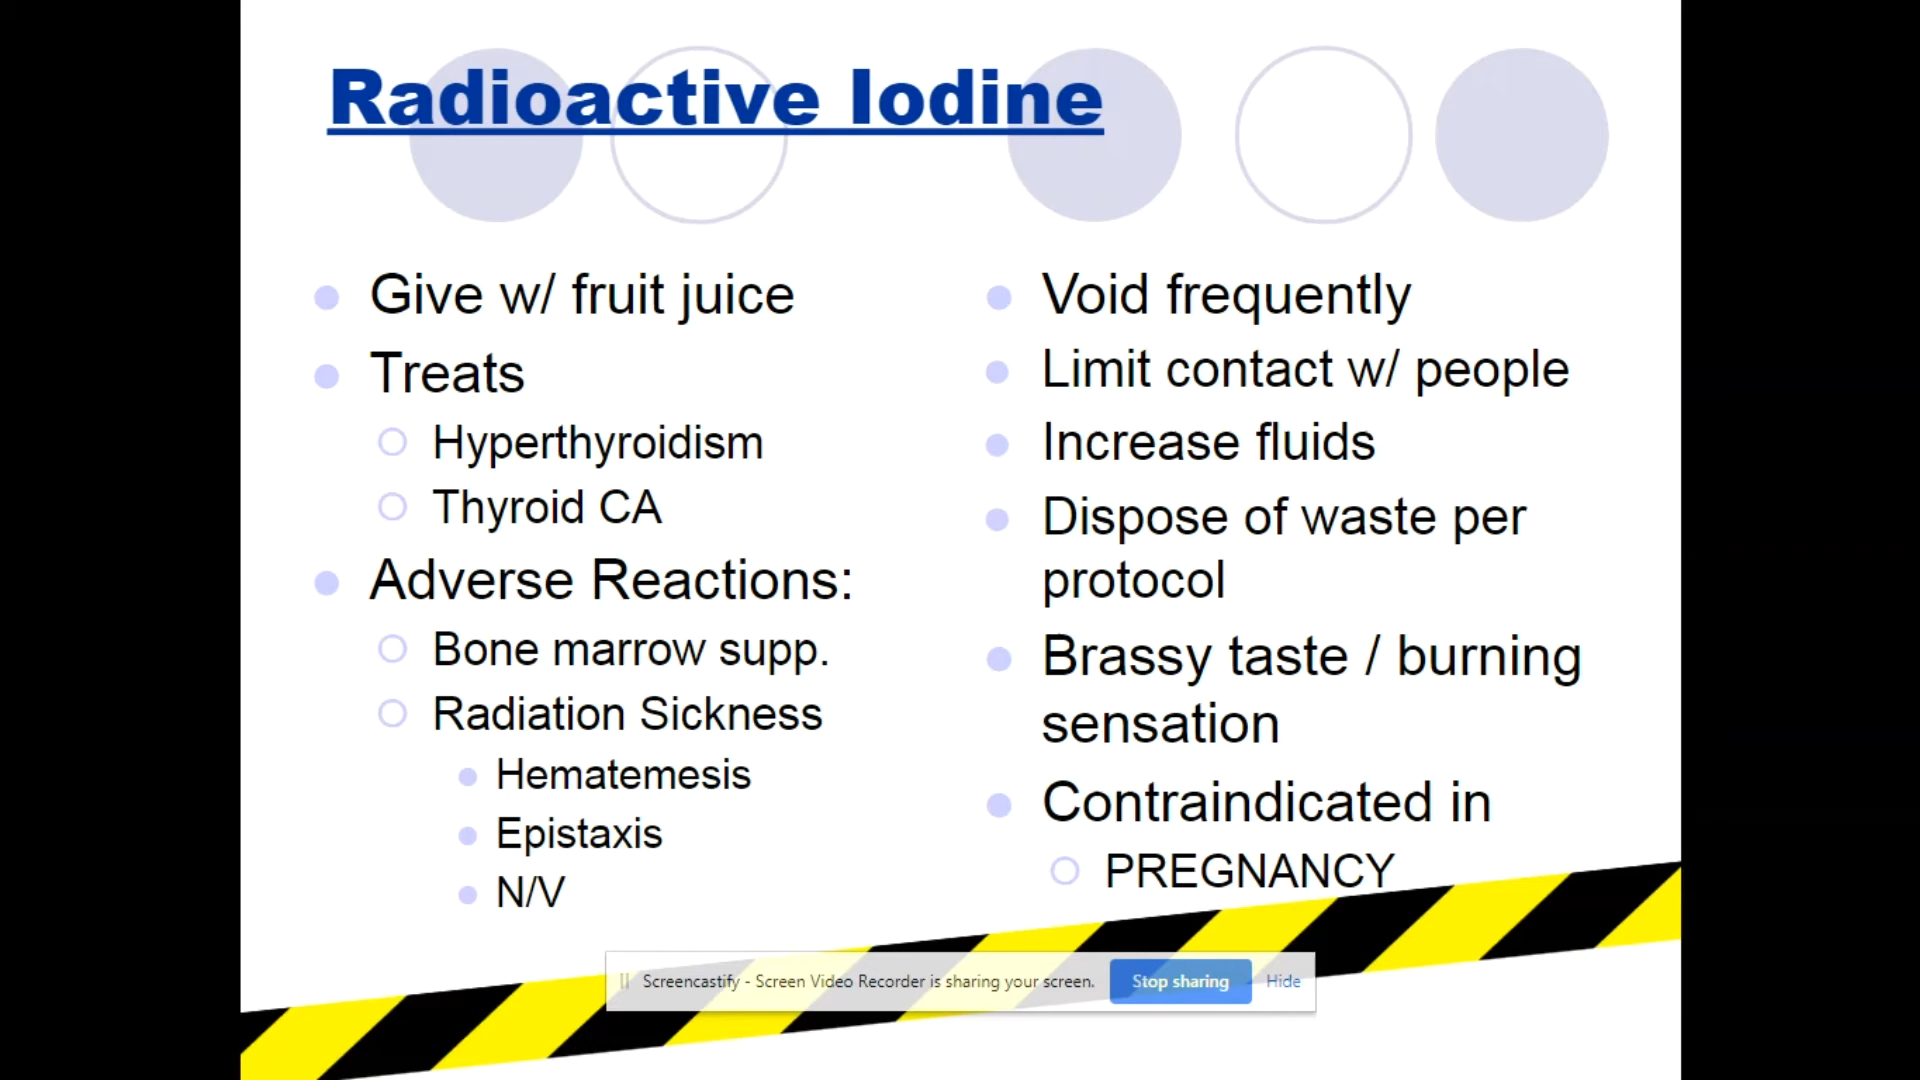 Radioactive Iodine
Give w/ fruit juice
Treats
Hyperthyroidism
Thyroid CA
Adverse Reactions:
Bone marrow supp.
Radiation Sickness
Hematemesis
Epistaxis
N/V
Void frequently
Limit contact w/ people
Increase fluids
Dispose of waste per
protocol
Brassy taste / burning
sensation
Contraindicated in
PREGNANCY
Screencastify - Screen Video Recorder is sharing your screen. Stop sharing Hide